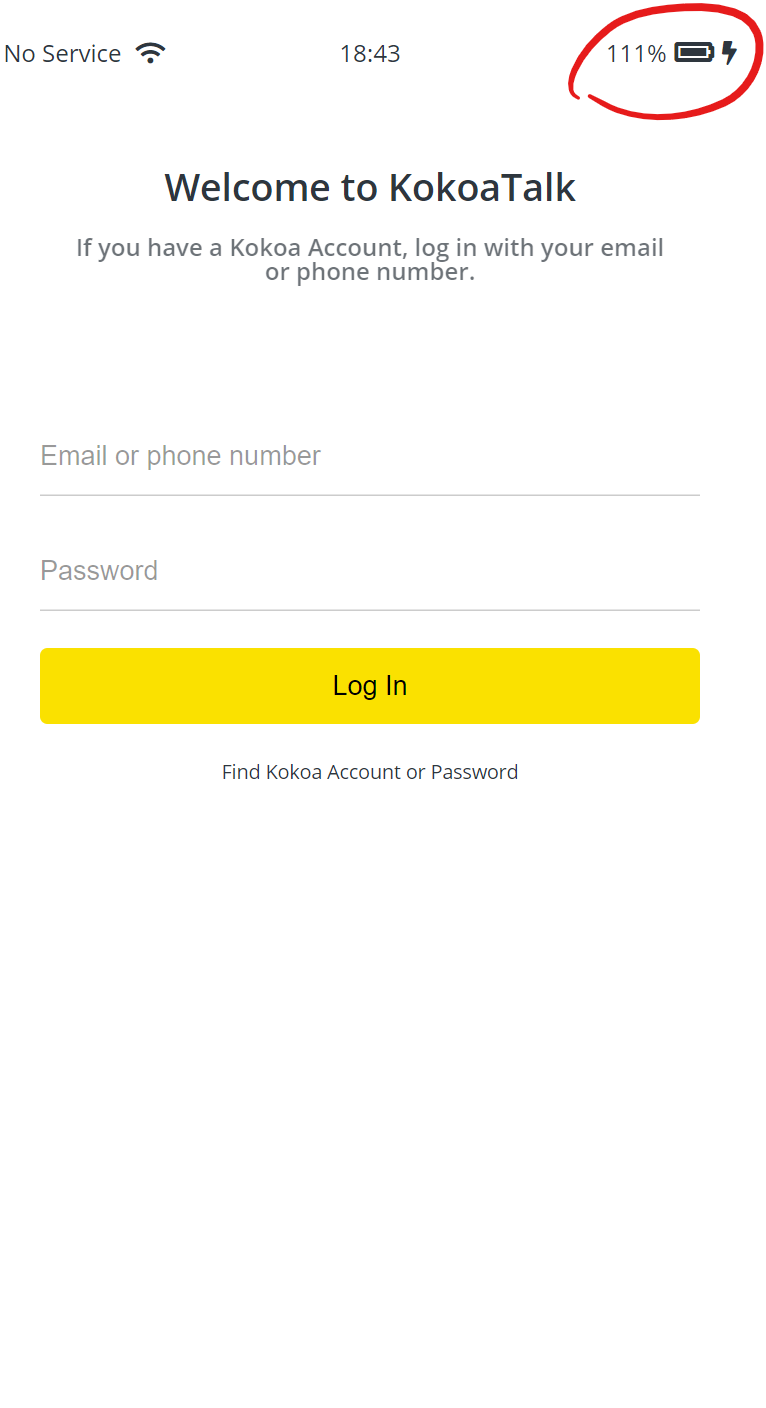 No Service 18:43 111%
Welcome to KokoaTalk
If you have a Kokoa Account, log in with your email
or phone number.
Email or phone number
Password
Log In
Find Kokoa Account or Password